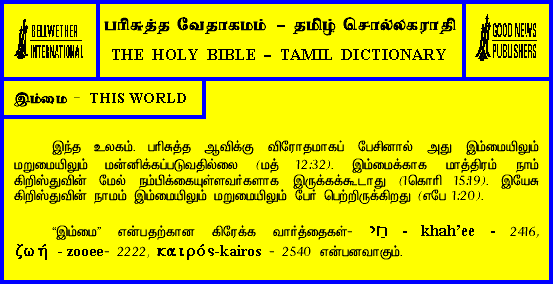 BELLWETHER
INTERNATIONAL
பரிசுத்த வேதாகமம் – தமிழ் சொல்லகராதி
THE HOLY BIBLE – TAMIL DICTIONARY
GOOD NEWS
PUBLISHERS
இம்மை - THIS WORLD
இந்த உலகம். பரிசுத்த ஆவிக்கு விரோதமாகப் பேசினால் அது இம்மையிலும்
மறுமையிலும் மன்னிக்கப்படுவதில்லை (மத் 12:32). இம்மைக்காக மாத்திரம் நாம்
கிறிஸ்துவின் மேல் நம்பிக்கையுள்ளவர்களாக இருக்கக்கூடாது (1கொரி 15:19). இயேசு
கிறிஸ்துவின் நாமம் இம்மையிலும் மறுமையிலும் பேர் பெற்றிருக்கிறது (எபே 1:20).
“இம்மை” என்பதற்கான கிரேக்க வார்த்தைகள்- חי - khah'ee - 2416,
ζωή - zooee- 2222, καιρός-kairos - 2540 என்பனவாகும்.